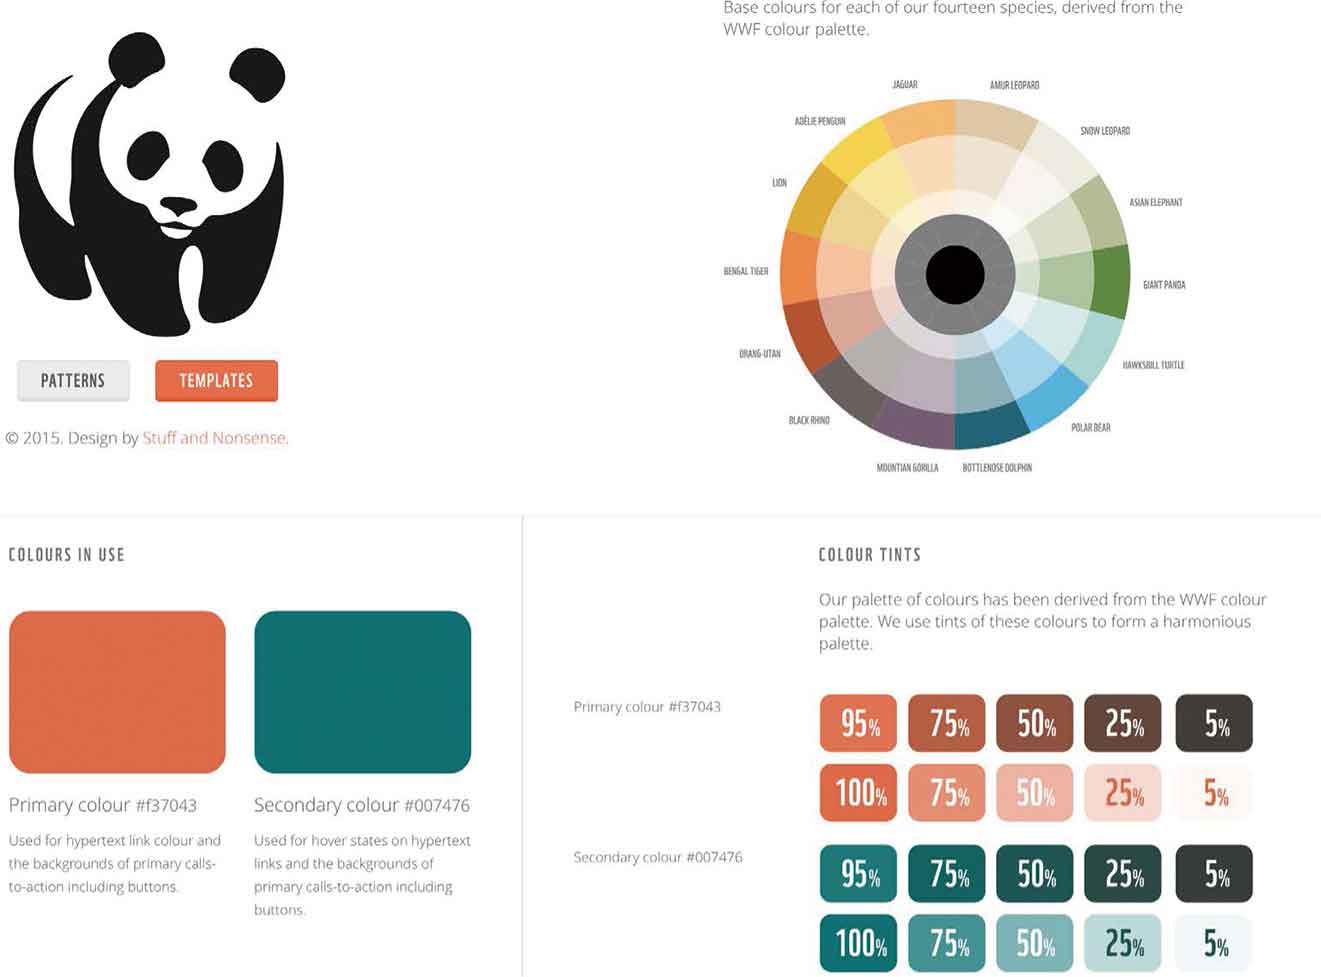 Base colours for each of our fourteen species, derived from the
WWF colour palette.
JAGUAR
AMUR LEOPARD
ADÉLIE PENGUIN
SNOW LEOPARD
LION
ASIAN ELEPHANT
BENGAL TIGER
GIANT PANDA
ORANG-UTAN
HAWKSBILL TURTLE
BLACK RHINO
POLAR BEAR
MOUNTIAN GORILLA
BOTTLENOSE DOLPHIN
PATTERNS
TEMPLATES
© 2015. Design by Stuff and Nonsense.
COLOURS IN USE
Primary colour #f37043
Used for hypertext link colour and
the backgrounds of primary calls-
to-action including buttons.
Secondary colour #007476
Used for hover states on hypertext
links and the backgrounds of
primary calls-to-action including
buttons.
COLOUR TINTS
Our palette of colours has been derived from the WWF colour
palette. We use tints of these colours to form a harmonious
palette.
Primary colour #f37043
95% 75% 50% 25% 5%
100% 75% 50% 25% 5%
Secondary colour #007476
95% 75% 50% 25% 5%
100% 75% 50% 25% 5%